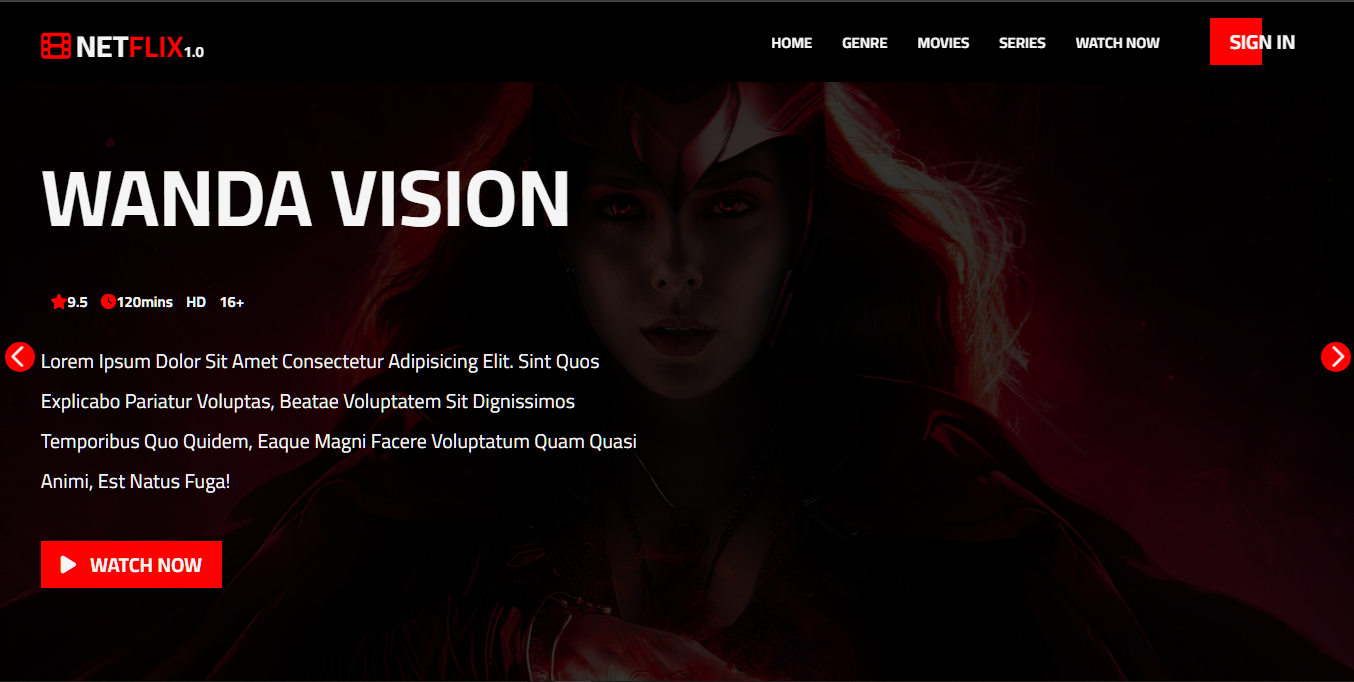 NETFLIX1.0
HOME GENRE MOVIES SERIES WATCH NOW SIGN IN
WANDA VISION
9.5 120mins HD 16+
Lorem Ipsum Dolor Sit Amet Consectetur Adipisicing Elit. Sint Quos
Explicabo Pariatur Voluptas, Beatae Voluptatem Sit Dignissimos
Temporibus Quo Quidem, Eaque Magni Facere Voluptatum Quam Quasi
Animi, Est Natus Fuga!
WATCH NOW